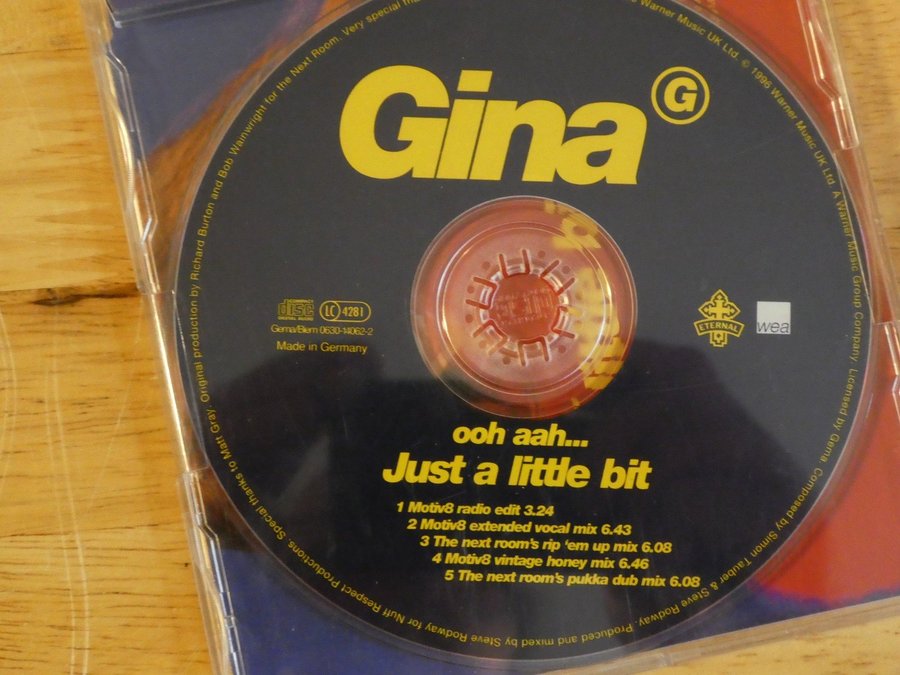 Gina G
COMPACT
disc
DIGITAL AUDIO
LC 4281
Gema/Biem 0630-14062-2
Made in Germany
ETERNAL
wea
ooh aah...
Just a little bit
1 Motiv8 radio edit 3.24
2 Motiv8 extended vocal mix 6.43
3 The next room's rip 'em up mix 6.08
4 Motiv8 vintage honey mix 6.46
5 The next room's pukka dub mix 6.08
Warner Music UK Ltd. © 1996 Warner Music UK Ltd. A Warner Music Group Company. Licensed by Gema. Composed by Simon Tauber & Steve Rodway. Produced and mixed by Steve Rodway for Nuff Respect Productions. Special thanks to Matt Gray. Original production by Richard Burton and Bob Wainwright for the Next Room. Very special